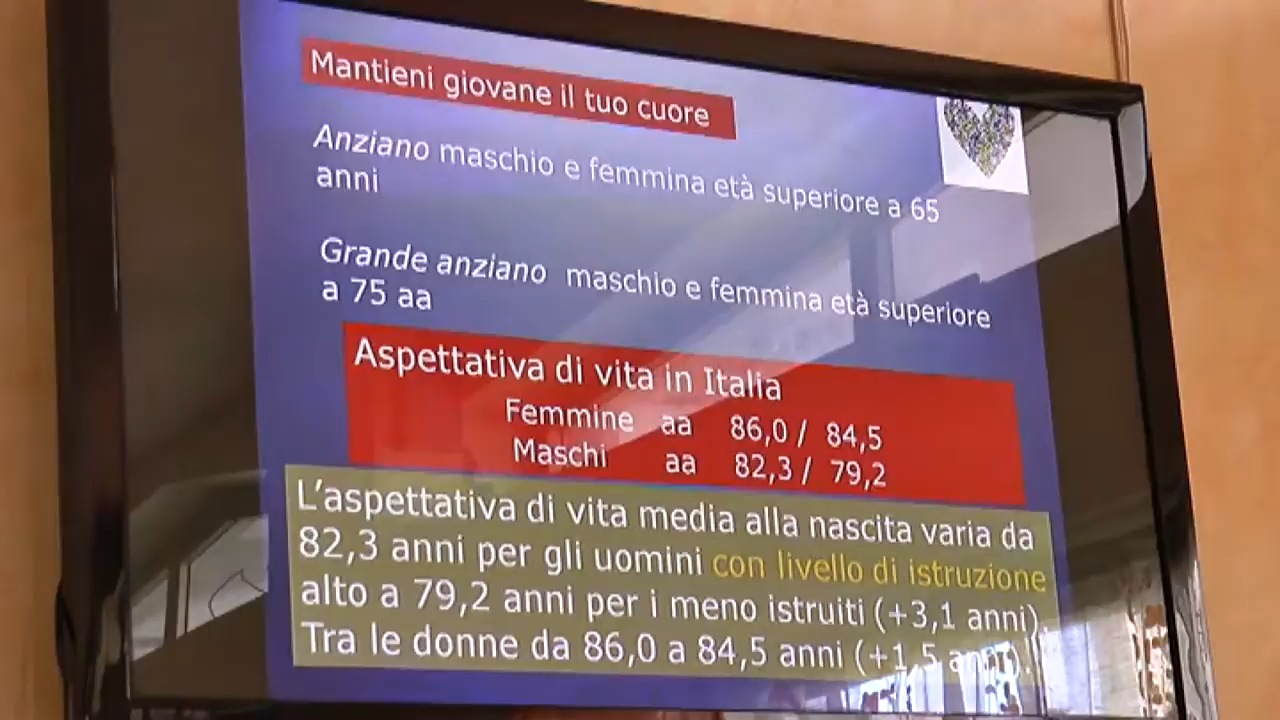 Mantieni giovane il tuo cuore
Anziano maschio e femmina età superiore a 65
anni
Grande anziano maschio e femmina età superiore
a 75 aa
Aspettativa di vita in Italia
Femmine aa 86,0 / 84,5
Maschi aa 82,3 / 79,2
L'aspettativa di vita media alla nascita varia da
82,3 anni per gli uomini con livello di istruzione
alto a 79,2 anni per i meno istruiti (+3,1 anni).
Tra le donne da 86,0 a 84,5 anni (+1,5 anni).